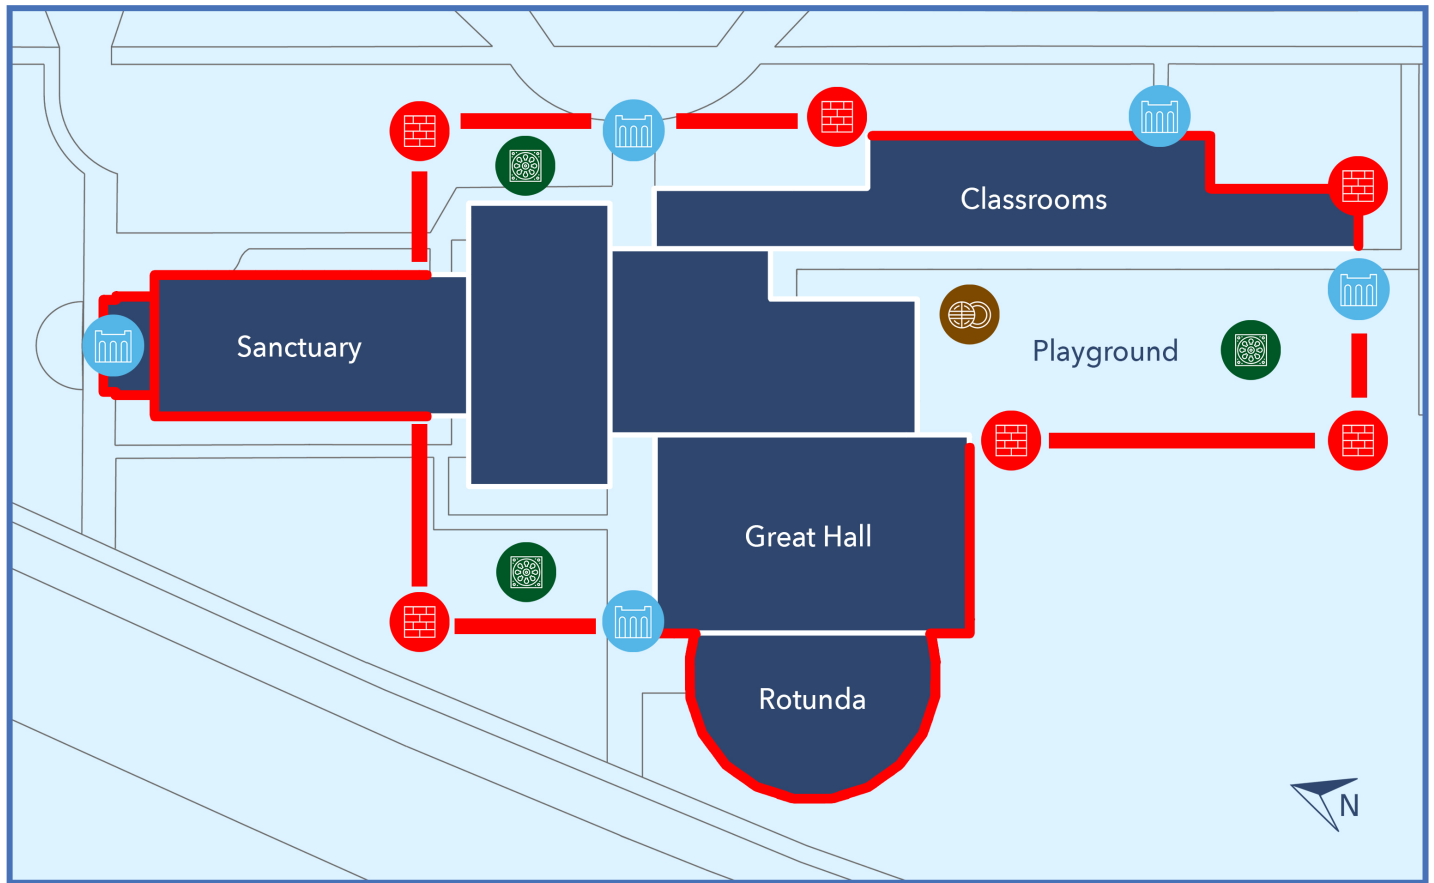 Classrooms
Sanctuary
Playground
Great Hall
Rotunda
N